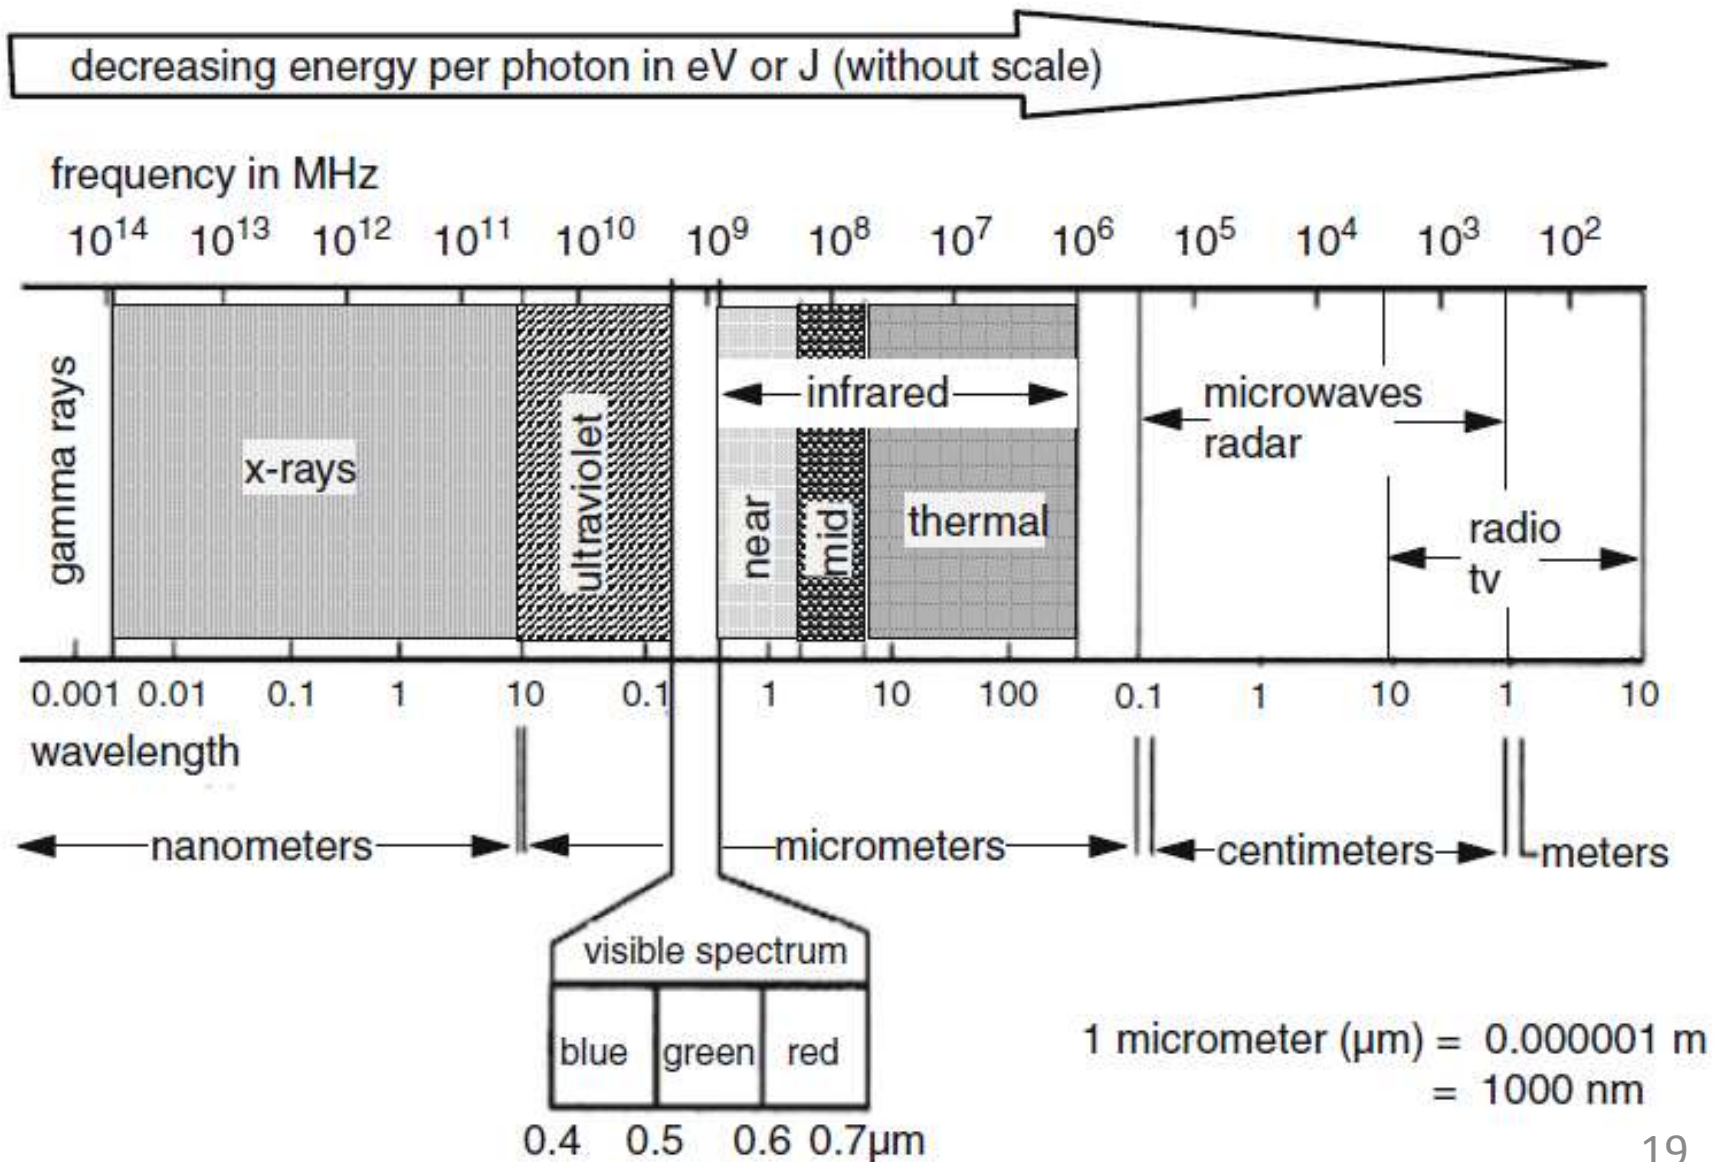 decreasing energy per photon in eV or J (without scale)
frequency in MHz
10¹⁴ 10¹³ 10¹² 10¹¹ 10¹⁰ 10⁹ 10⁸ 10⁷ 10⁶ 10⁵ 10⁴ 10³ 10²
gamma rays
x-rays
ultraviolet
infrared
near
mid
thermal
microwaves
radar
radio
tv
0.001 0.01 0.1 1 10 0.1 1 10 100 0.1 1 10 1 10
wavelength
nanometers micrometers centimeters meters
visible spectrum
blue green red
0.4 0.5 0.6 0.7µm
1 micrometer (µm) = 0.000001 m
= 1000 nm
19